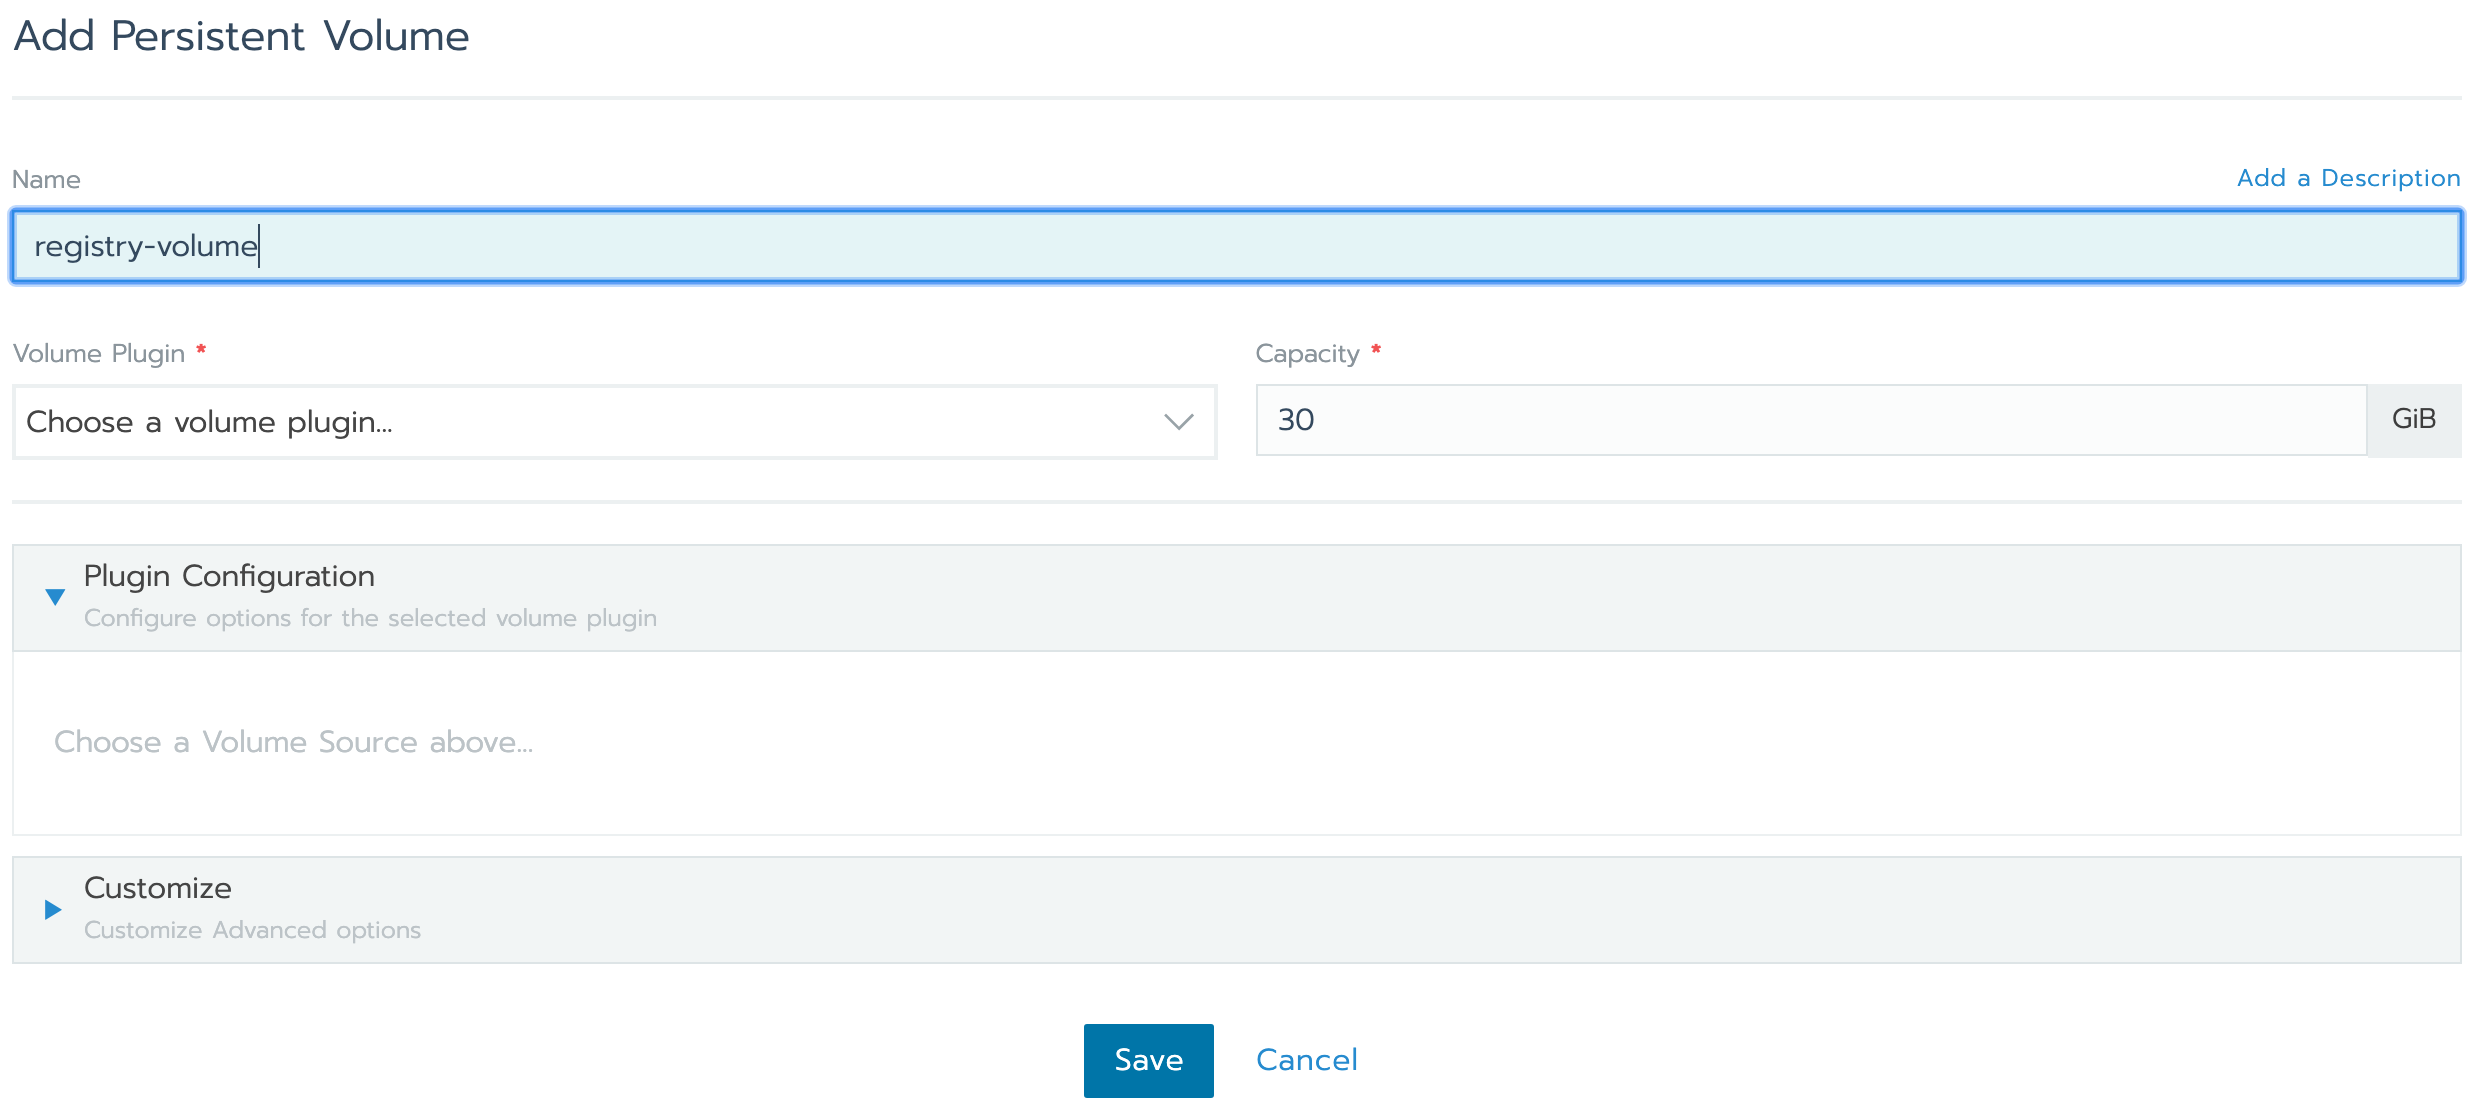 Add Persistent Volume
Name
Add a Description
registry-volume
Volume Plugin *
Capacity *
Choose a volume plugin...
30
GiB
Plugin Configuration
Configure options for the selected volume plugin
Choose a Volume Source above...
Customize
Customize Advanced options
Save
Cancel